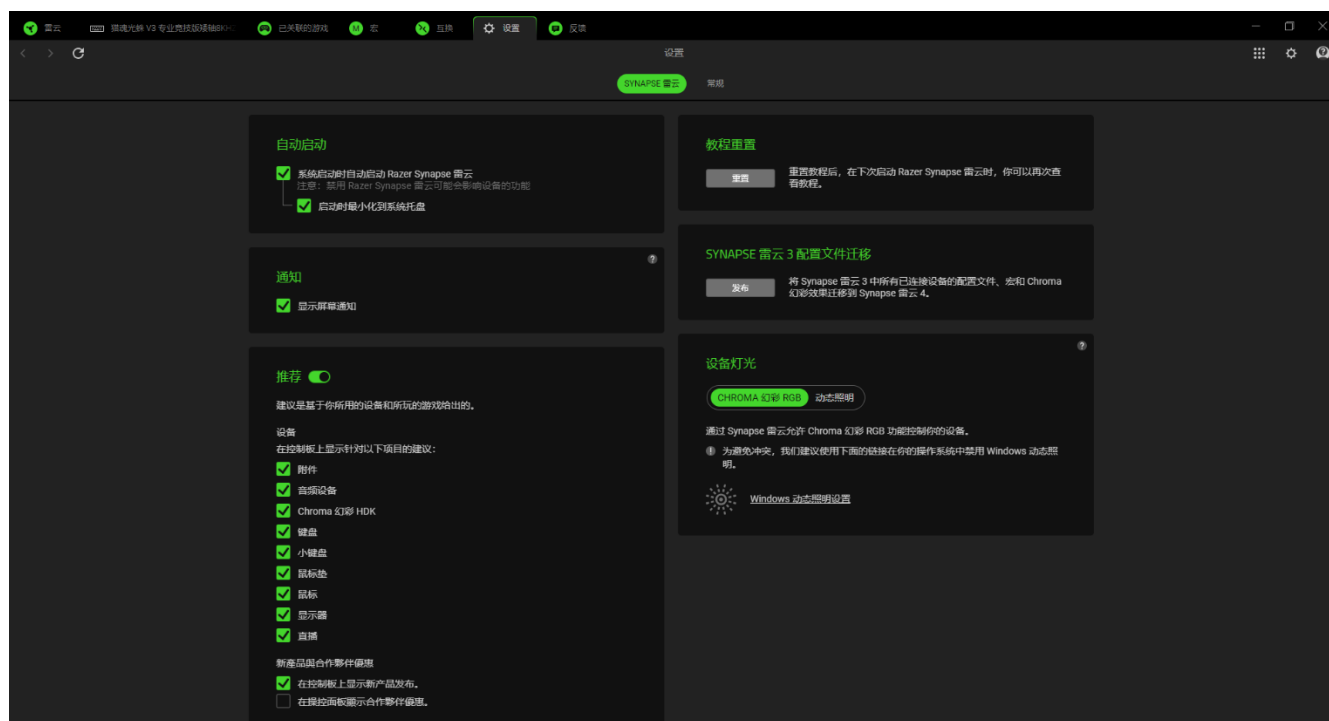 雷云
猎魂光蛛 V3 专业竞技版矮轴8KHz
已关联的游戏
宏
互换
设置
反馈
设置
SYNAPSE 雷云
常规
自动启动
系统启动时自动启动 Razer Synapse 雷云
注意：禁用 Razer Synapse 雷云可能会影响设备的功能
启动时最小化到系统托盘
通知
显示屏幕通知
推荐
建议是基于你所用的设备和所玩的游戏给出的。
设备
在控制板上显示针对以下项目的建议：
附件
音频设备
Chroma 幻彩 HDK
键盘
小键盘
鼠标垫
鼠标
显示器
直播
新產品與合作夥伴優惠
在控制板上显示新产品发布。
在操控面板顯示合作夥伴優惠。
教程重置
重置
重置教程后，在下次启动 Razer Synapse 雷云时，你可以再次查
看教程。
SYNAPSE 雷云 3 配置文件迁移
发布
将 Synapse 雷云 3 中所有已连接设备的配置文件、宏和 Chroma
幻彩效果迁移到 Synapse 雷云 4。
设备灯光
CHROMA 幻彩 RGB
动态照明
通过 Synapse 雷云允许 Chroma 幻彩 RGB 功能控制你的设备。
为避免冲突，我们建议使用下面的链接在你的操作系统中禁用 Windows 动态照
明。
Windows 动态照明设置